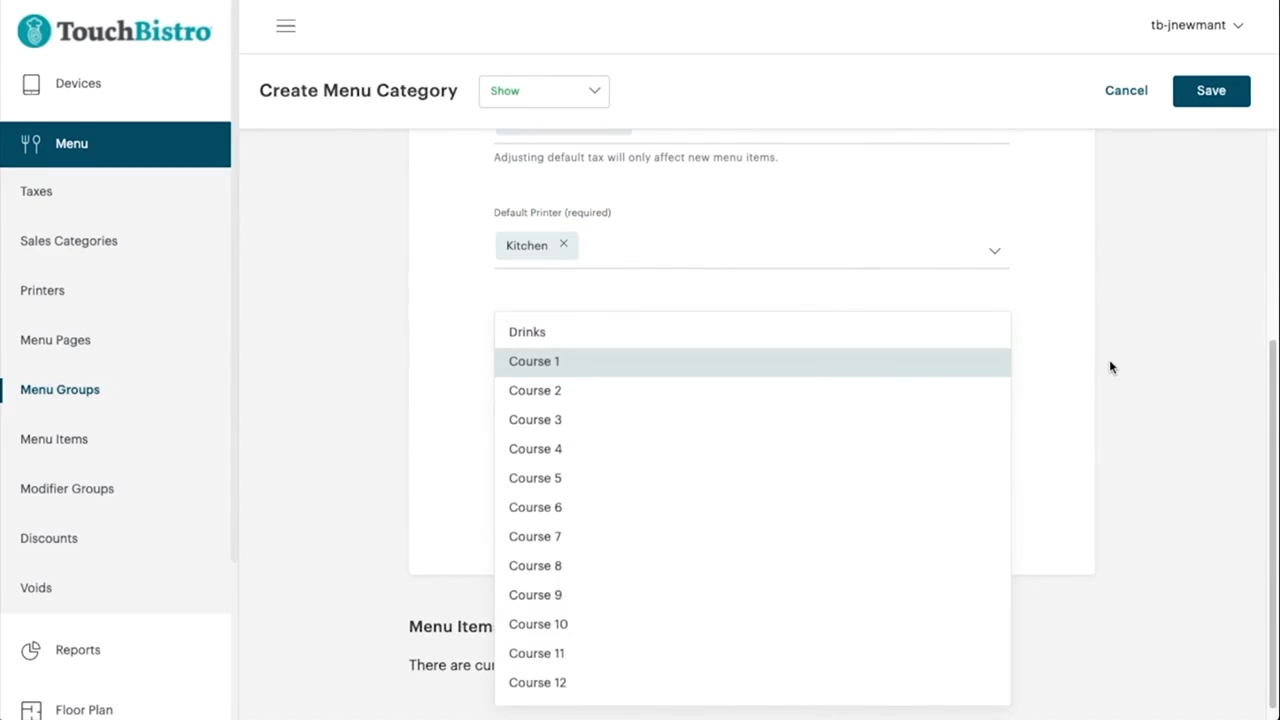 TouchBistro
tb-jnewmant
Devices
Create Menu Category
Show
Cancel
Save
Menu
Adjusting default tax will only affect new menu items.
Taxes
Default Printer (required)
Sales Categories
Kitchen
Printers
Drinks
Menu Pages
Course 1
Menu Groups
Course 2
Course 3
Menu Items
Course 4
Course 5
Modifier Groups
Course 6
Course 7
Discounts
Course 8
Voids
Course 9
Course 10
Menu Item
Reports
Course 11
There are cur
Course 12
Floor Plan